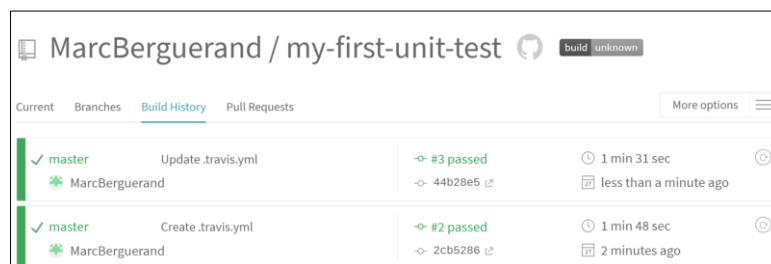 MarcBerguerand / my-first-unit-test build unknown
Current Branches Build History Pull Requests More options
master Update .travis.yml #3 passed 1 min 31 sec
MarcBerguerand 44b28e5 27 less than a minute ago
master Create .travis.yml #2 passed 1 min 48 sec
MarcBerguerand 2cb5286 27 2 minutes ago